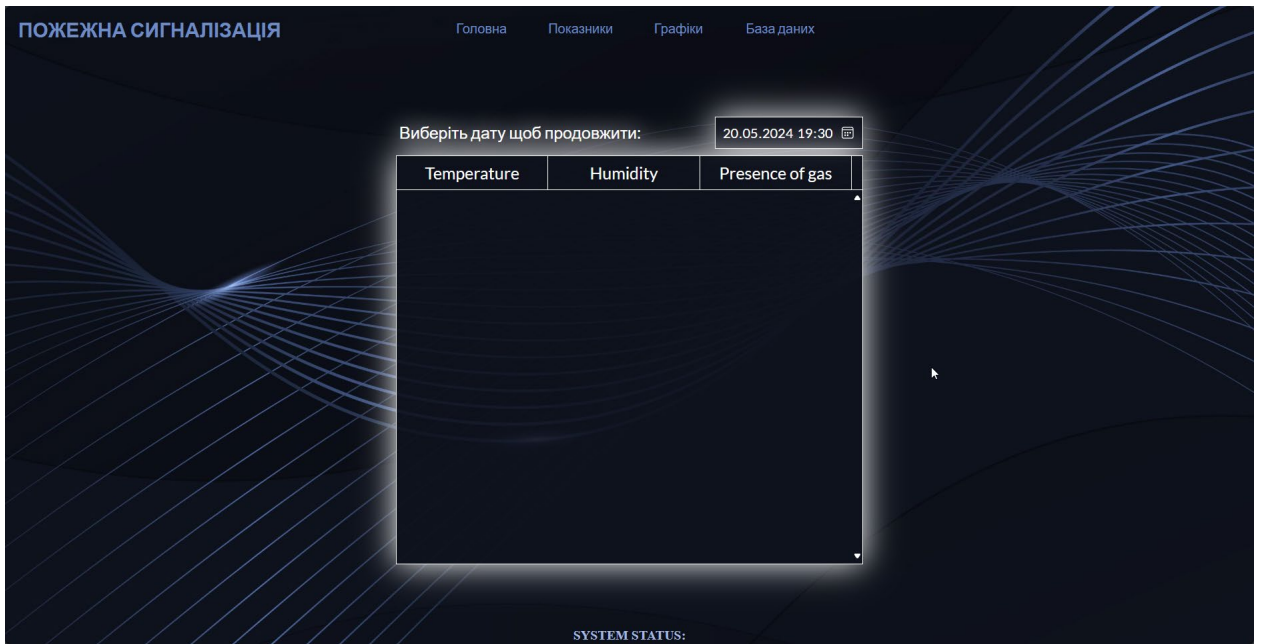 ПОЖЕЖНА СИГНАЛІЗАЦІЯ
Головна Показники Графіки База даних
Виберіть дату щоб продовжити: 20.05.2024 19:30
Temperature Humidity Presence of gas
SYSTEM STATUS: